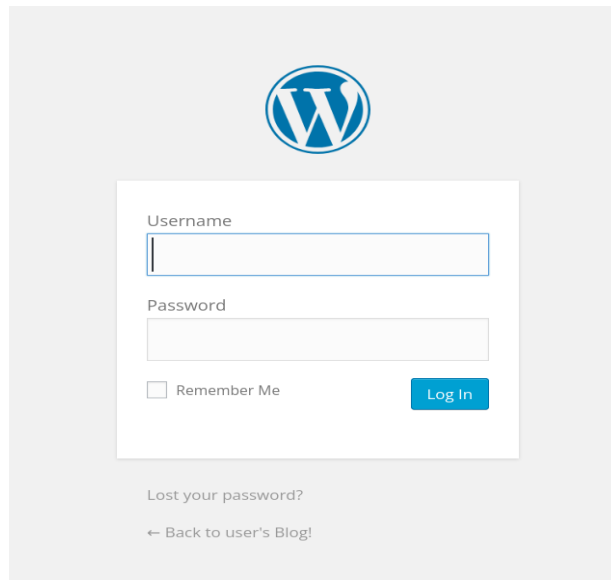 Username
Password
Remember Me
Log In
Lost your password?
← Back to user's Blog!